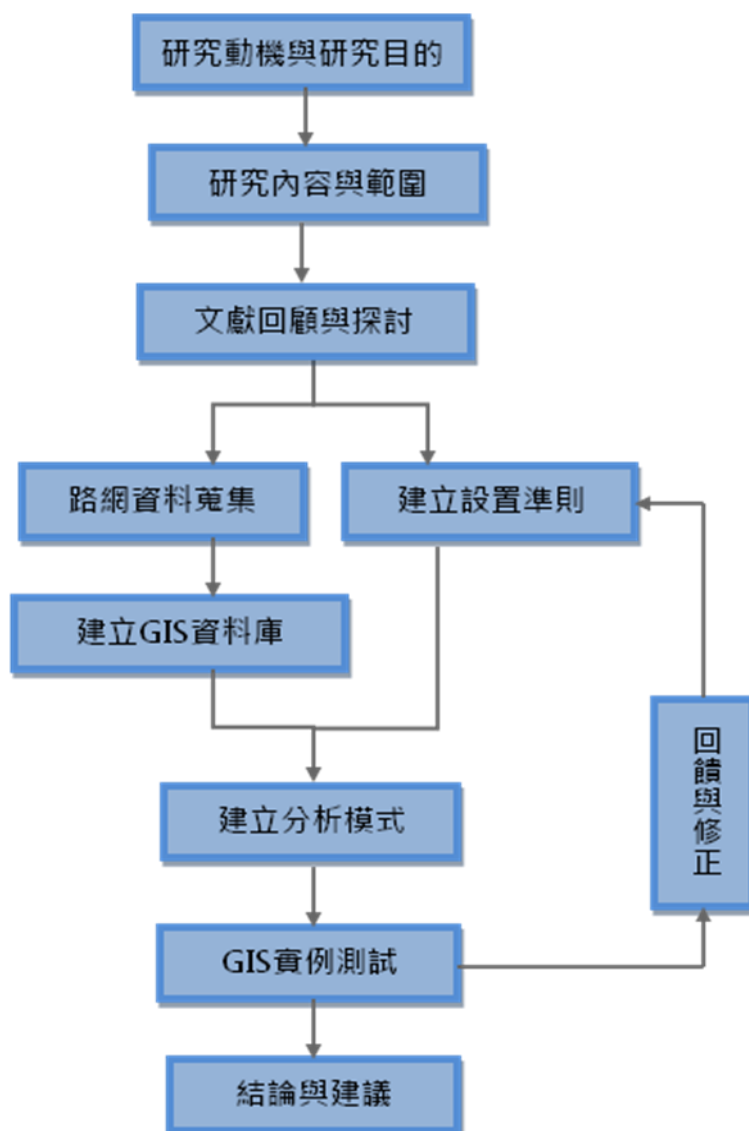 研究動機與研究目的
研究內容與範圍
文獻回顧與探討
路網資料蒐集
建立設置準則
建立GIS資料庫
回饋與修正
建立分析模式
GIS實例測試
結論與建議